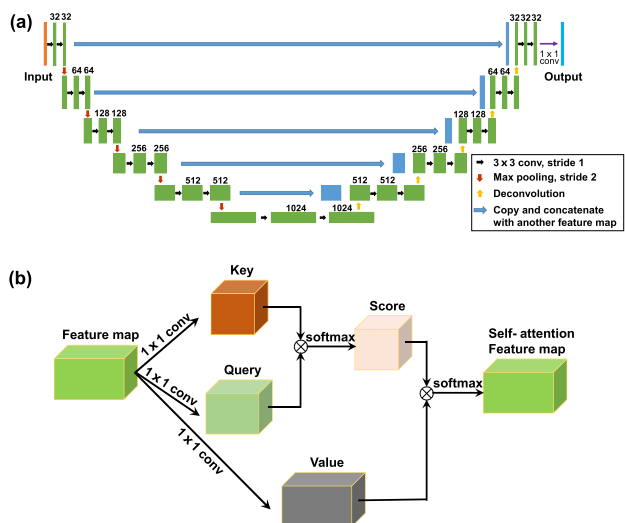 (a)
32 32
32 32 32
Input
1 x 1
conv
Output
64 64
64 64
128 128
128 128
256 256
256 256
512 512
512 512
1024 1024
3 x 3 conv, stride 1
Max pooling, stride 2
Deconvolution
Copy and concatenate
with another feature map
(b)
Key
Feature map
1 x 1 conv
1 x 1 conv
1 x 1 conv
Query
softmax
Score
Self- attention
Feature map
softmax
Value